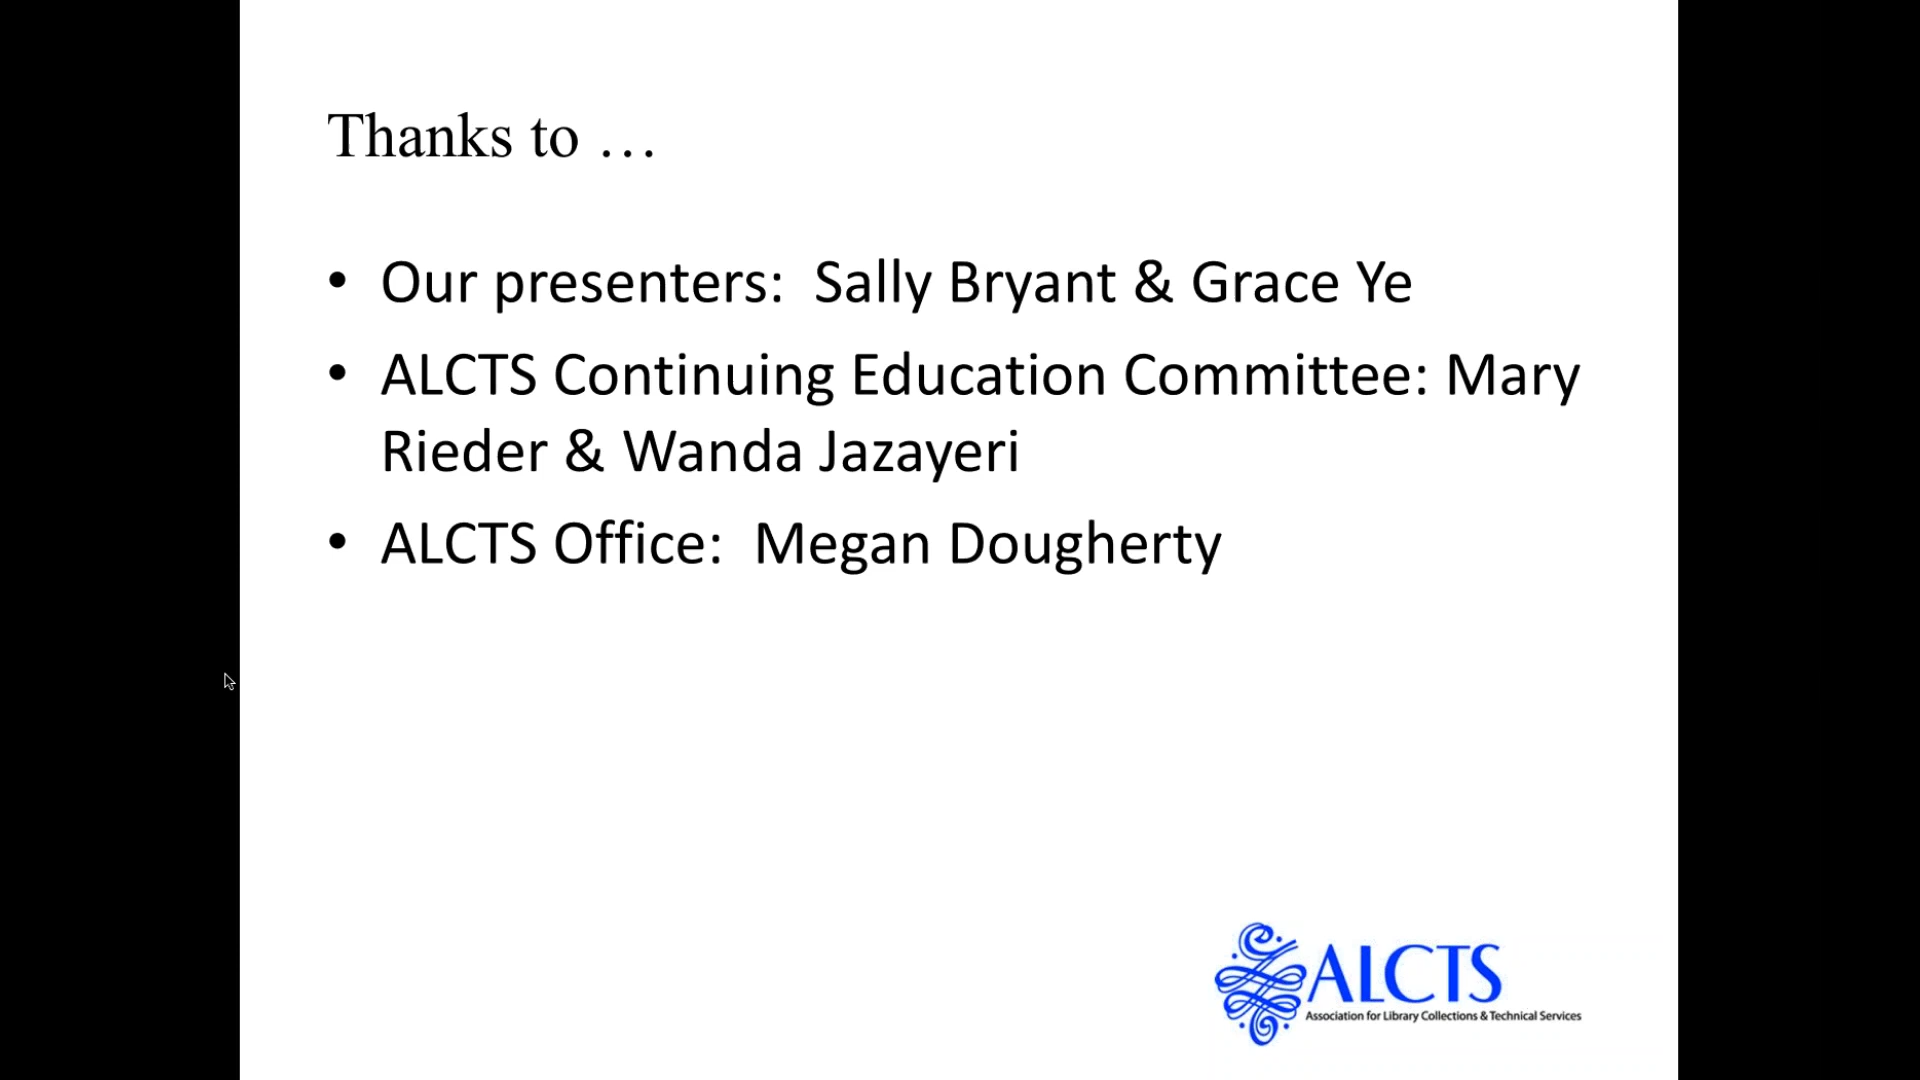 Thanks to …
• Our presenters:  Sally Bryant & Grace Ye
• ALCTS Continuing Education Committee: Mary
Rieder & Wanda Jazayeri
• ALCTS Office:  Megan Dougherty
ALCTS
Association for Library Collections & Technical Services